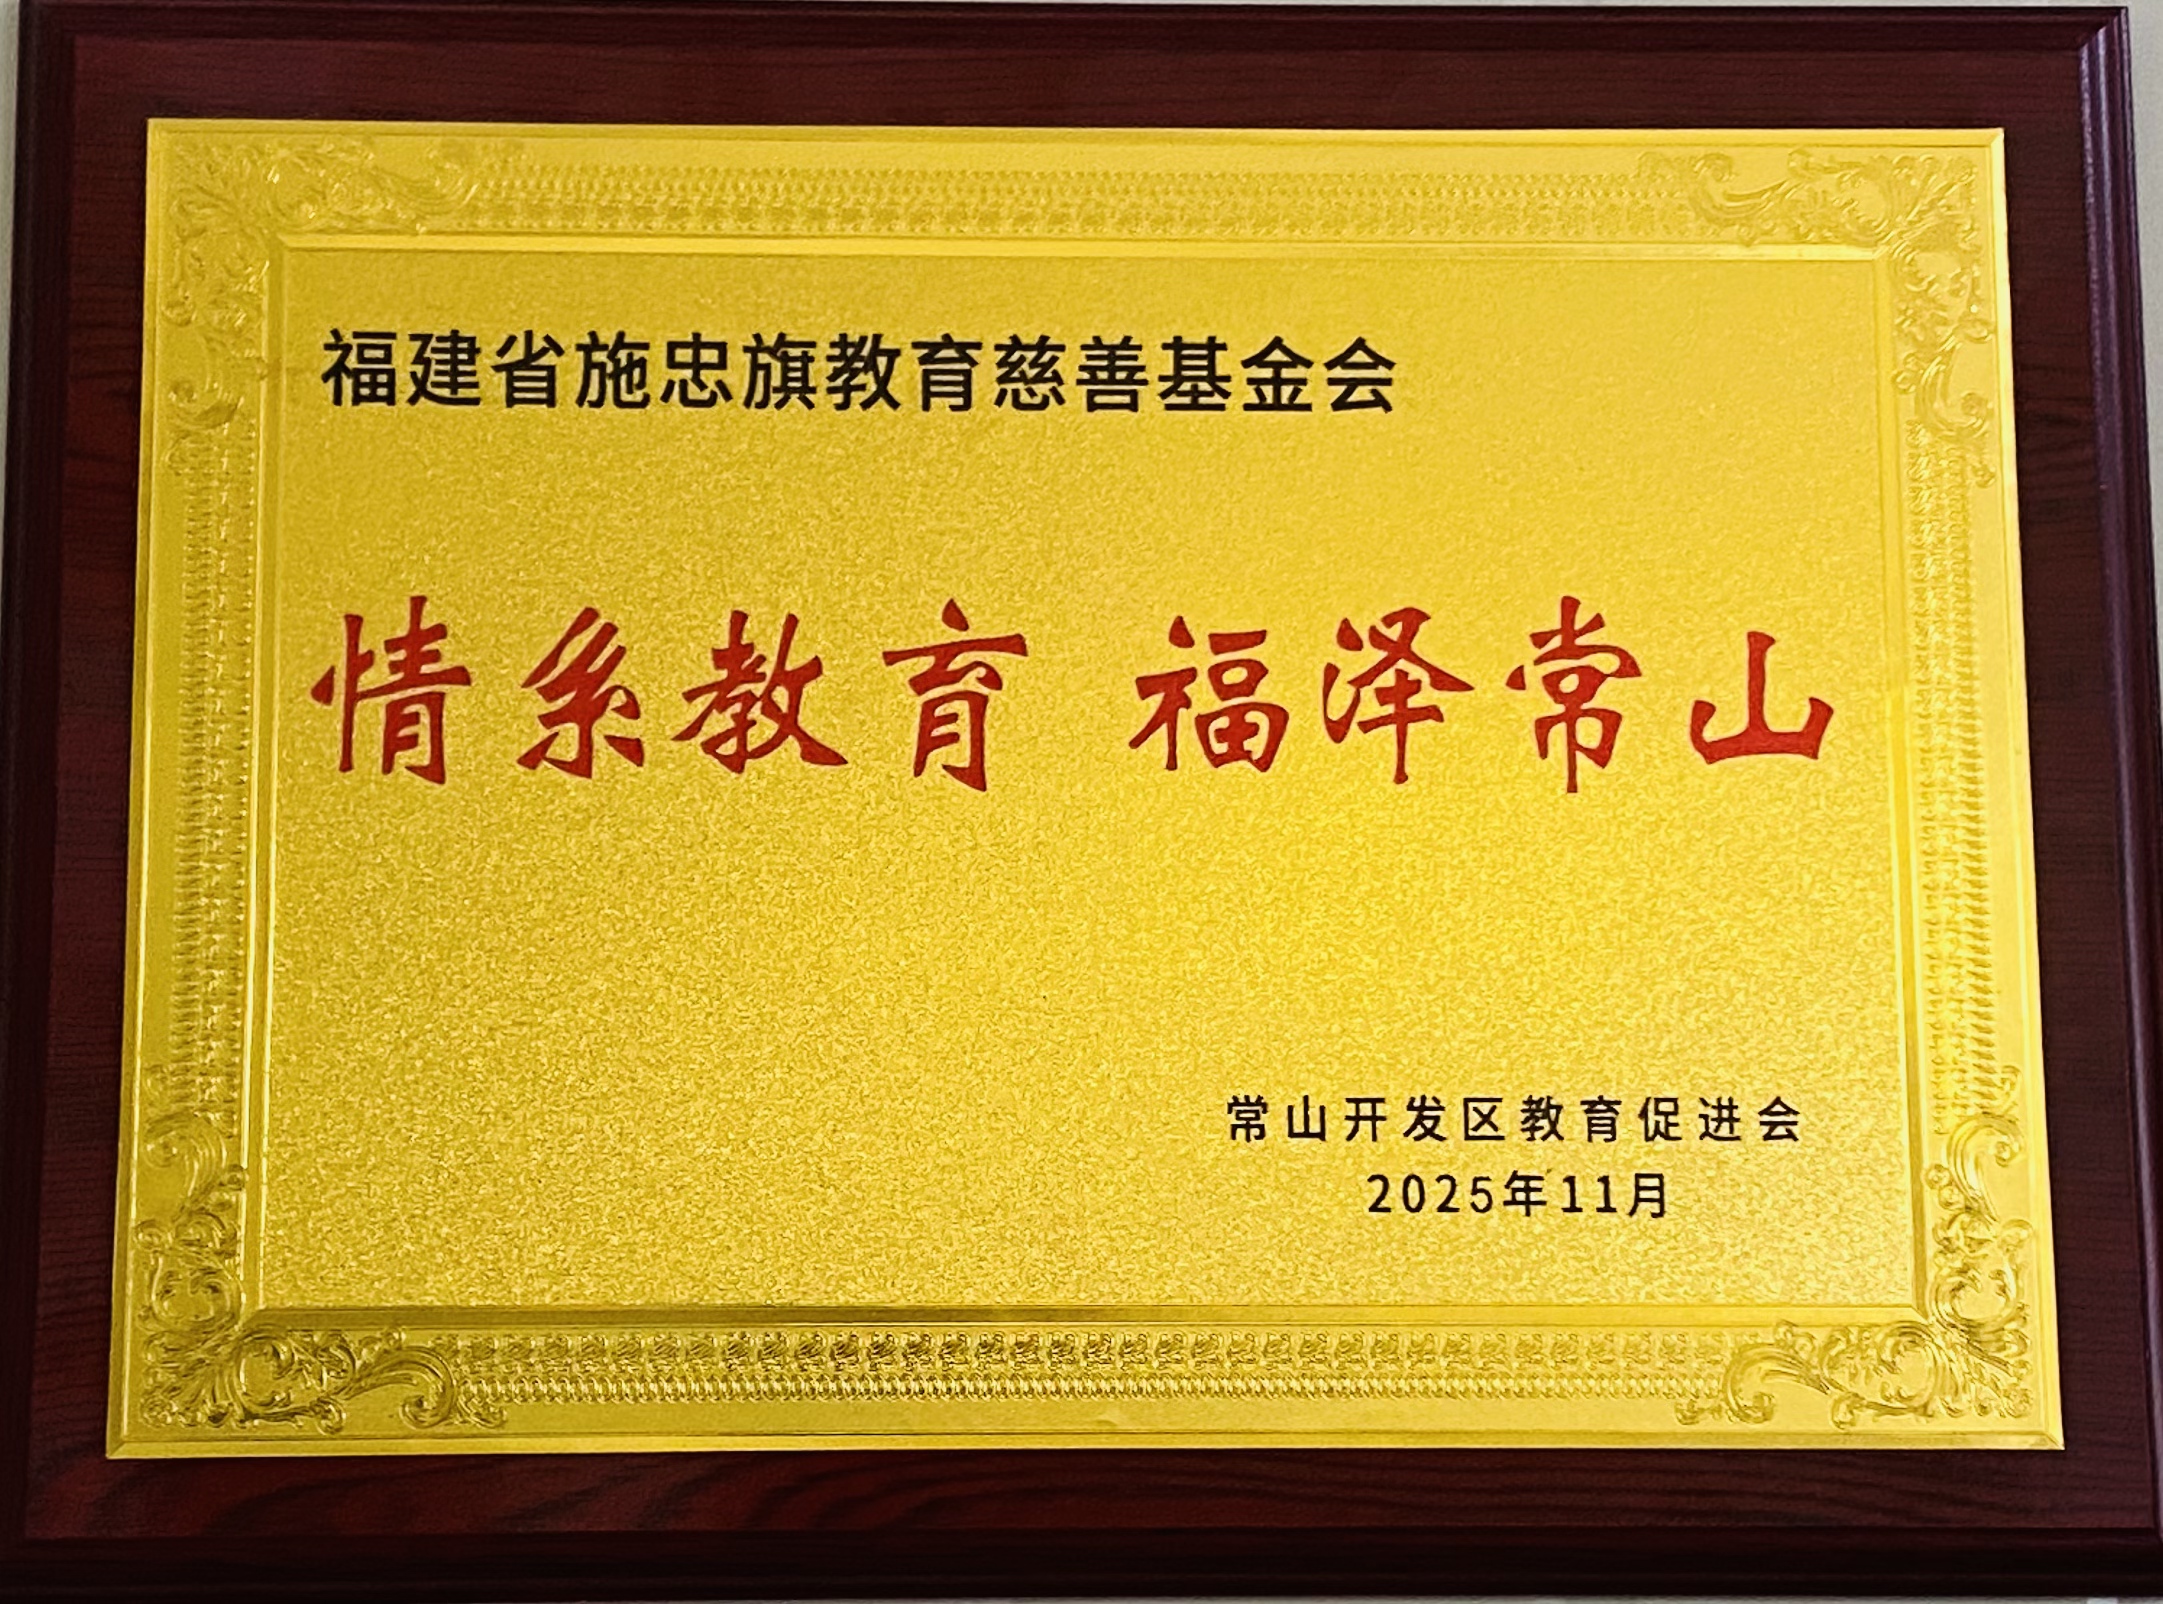 福建省施忠旗教育慈善基金会
情系教育 福泽常山
常山开发区教育促进会
2025年11月